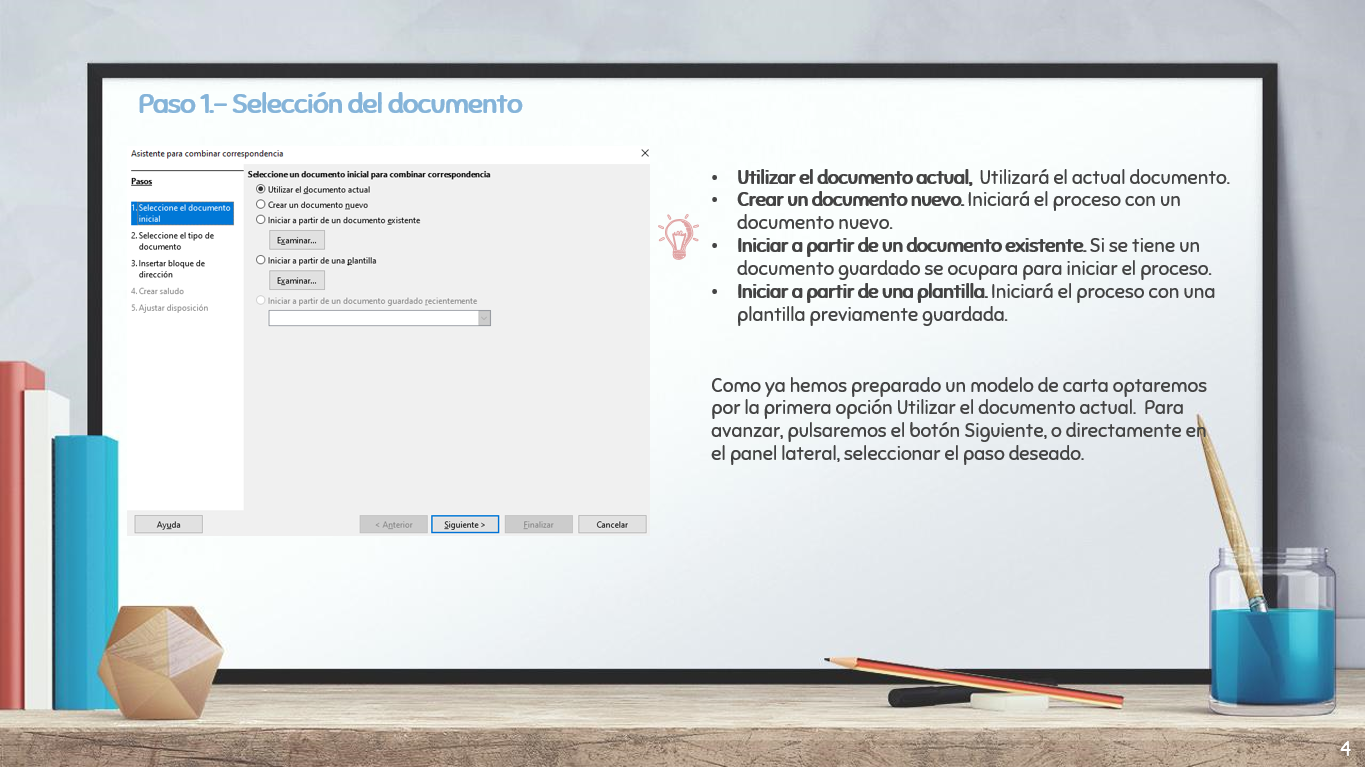 Paso 1.- Selección del documento
Asistente para combinar correspondencia
Pasos
1. Seleccione el documento
inicial
2. Seleccione el tipo de
documento
3. Insertar bloque de
dirección
4. Crear saludo
5. Ajustar disposición
Seleccione un documento inicial para combinar correspondencia
Utilizar el documento actual
Crear un documento nuevo
Iniciar a partir de un documento existente
Examinar...
Iniciar a partir de una plantilla
Examinar...
Iniciar a partir de un documento guardado recientemente
Ayuda
< Anterior
Siguiente >
Finalizar
Cancelar
• Utilizar el documento actual, Utilizará el actual documento.
• Crear un documento nuevo. Iniciará el proceso con un
documento nuevo.
• Iniciar a partir de un documento existente. Si se tiene un
documento guardado se ocupara para iniciar el proceso.
• Iniciar a partir de una plantilla. Iniciará el proceso con una
plantilla previamente guardada.
Como ya hemos preparado un modelo de carta optaremos
por la primera opción Utilizar el documento actual. Para
avanzar, pulsaremos el botón Siguiente, o directamente en
el panel lateral, seleccionar el paso deseado.
4